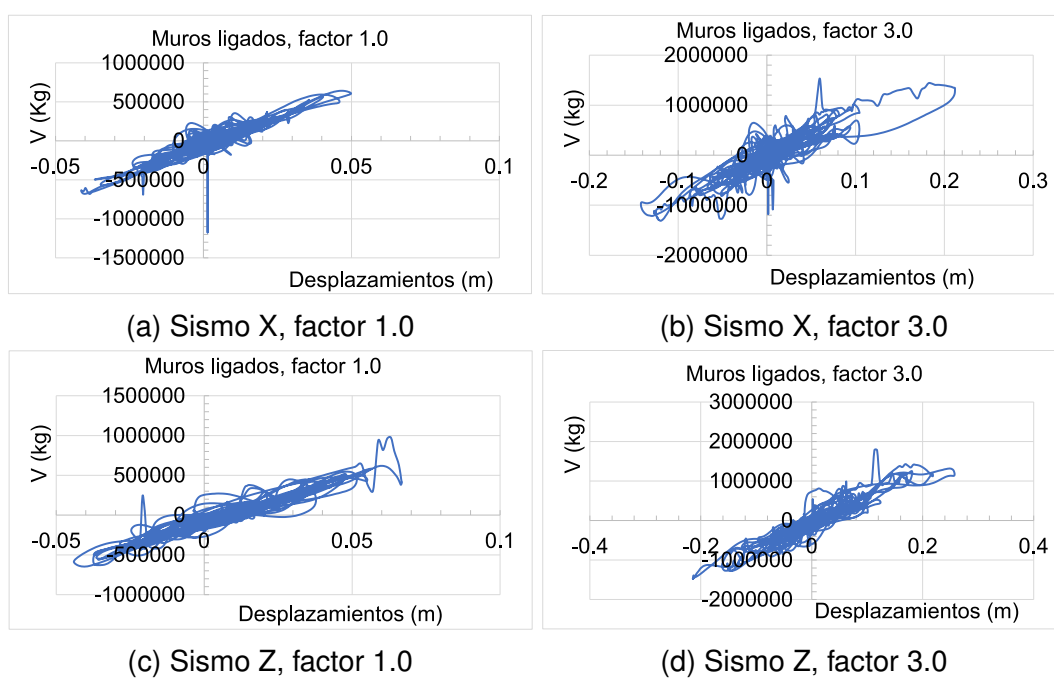 Muros ligados, factor 1.0
V (Kg)
1000000
500000
0
-500000
-1000000
-1500000
-0.05
0
0.05
0.1
Desplazamientos (m)
(a) Sismo X, factor 1.0
Muros ligados, factor 3.0
V (kg)
2000000
1000000
0
-1000000
-2000000
-0.2
-0.1
0
0.1
0.2
0.3
Desplazamientos (m)
(b) Sismo X, factor 3.0
Muros ligados, factor 1.0
V (kg)
1500000
1000000
500000
0
-500000
-1000000
-0.05
0
0.05
0.1
Desplazamientos (m)
(c) Sismo Z, factor 1.0
Muros ligados, factor 3.0
V (kg)
3000000
2000000
1000000
0
-1000000
-2000000
-0.4
-0.2
0
0.2
0.4
Desplazamientos (m)
(d) Sismo Z, factor 3.0